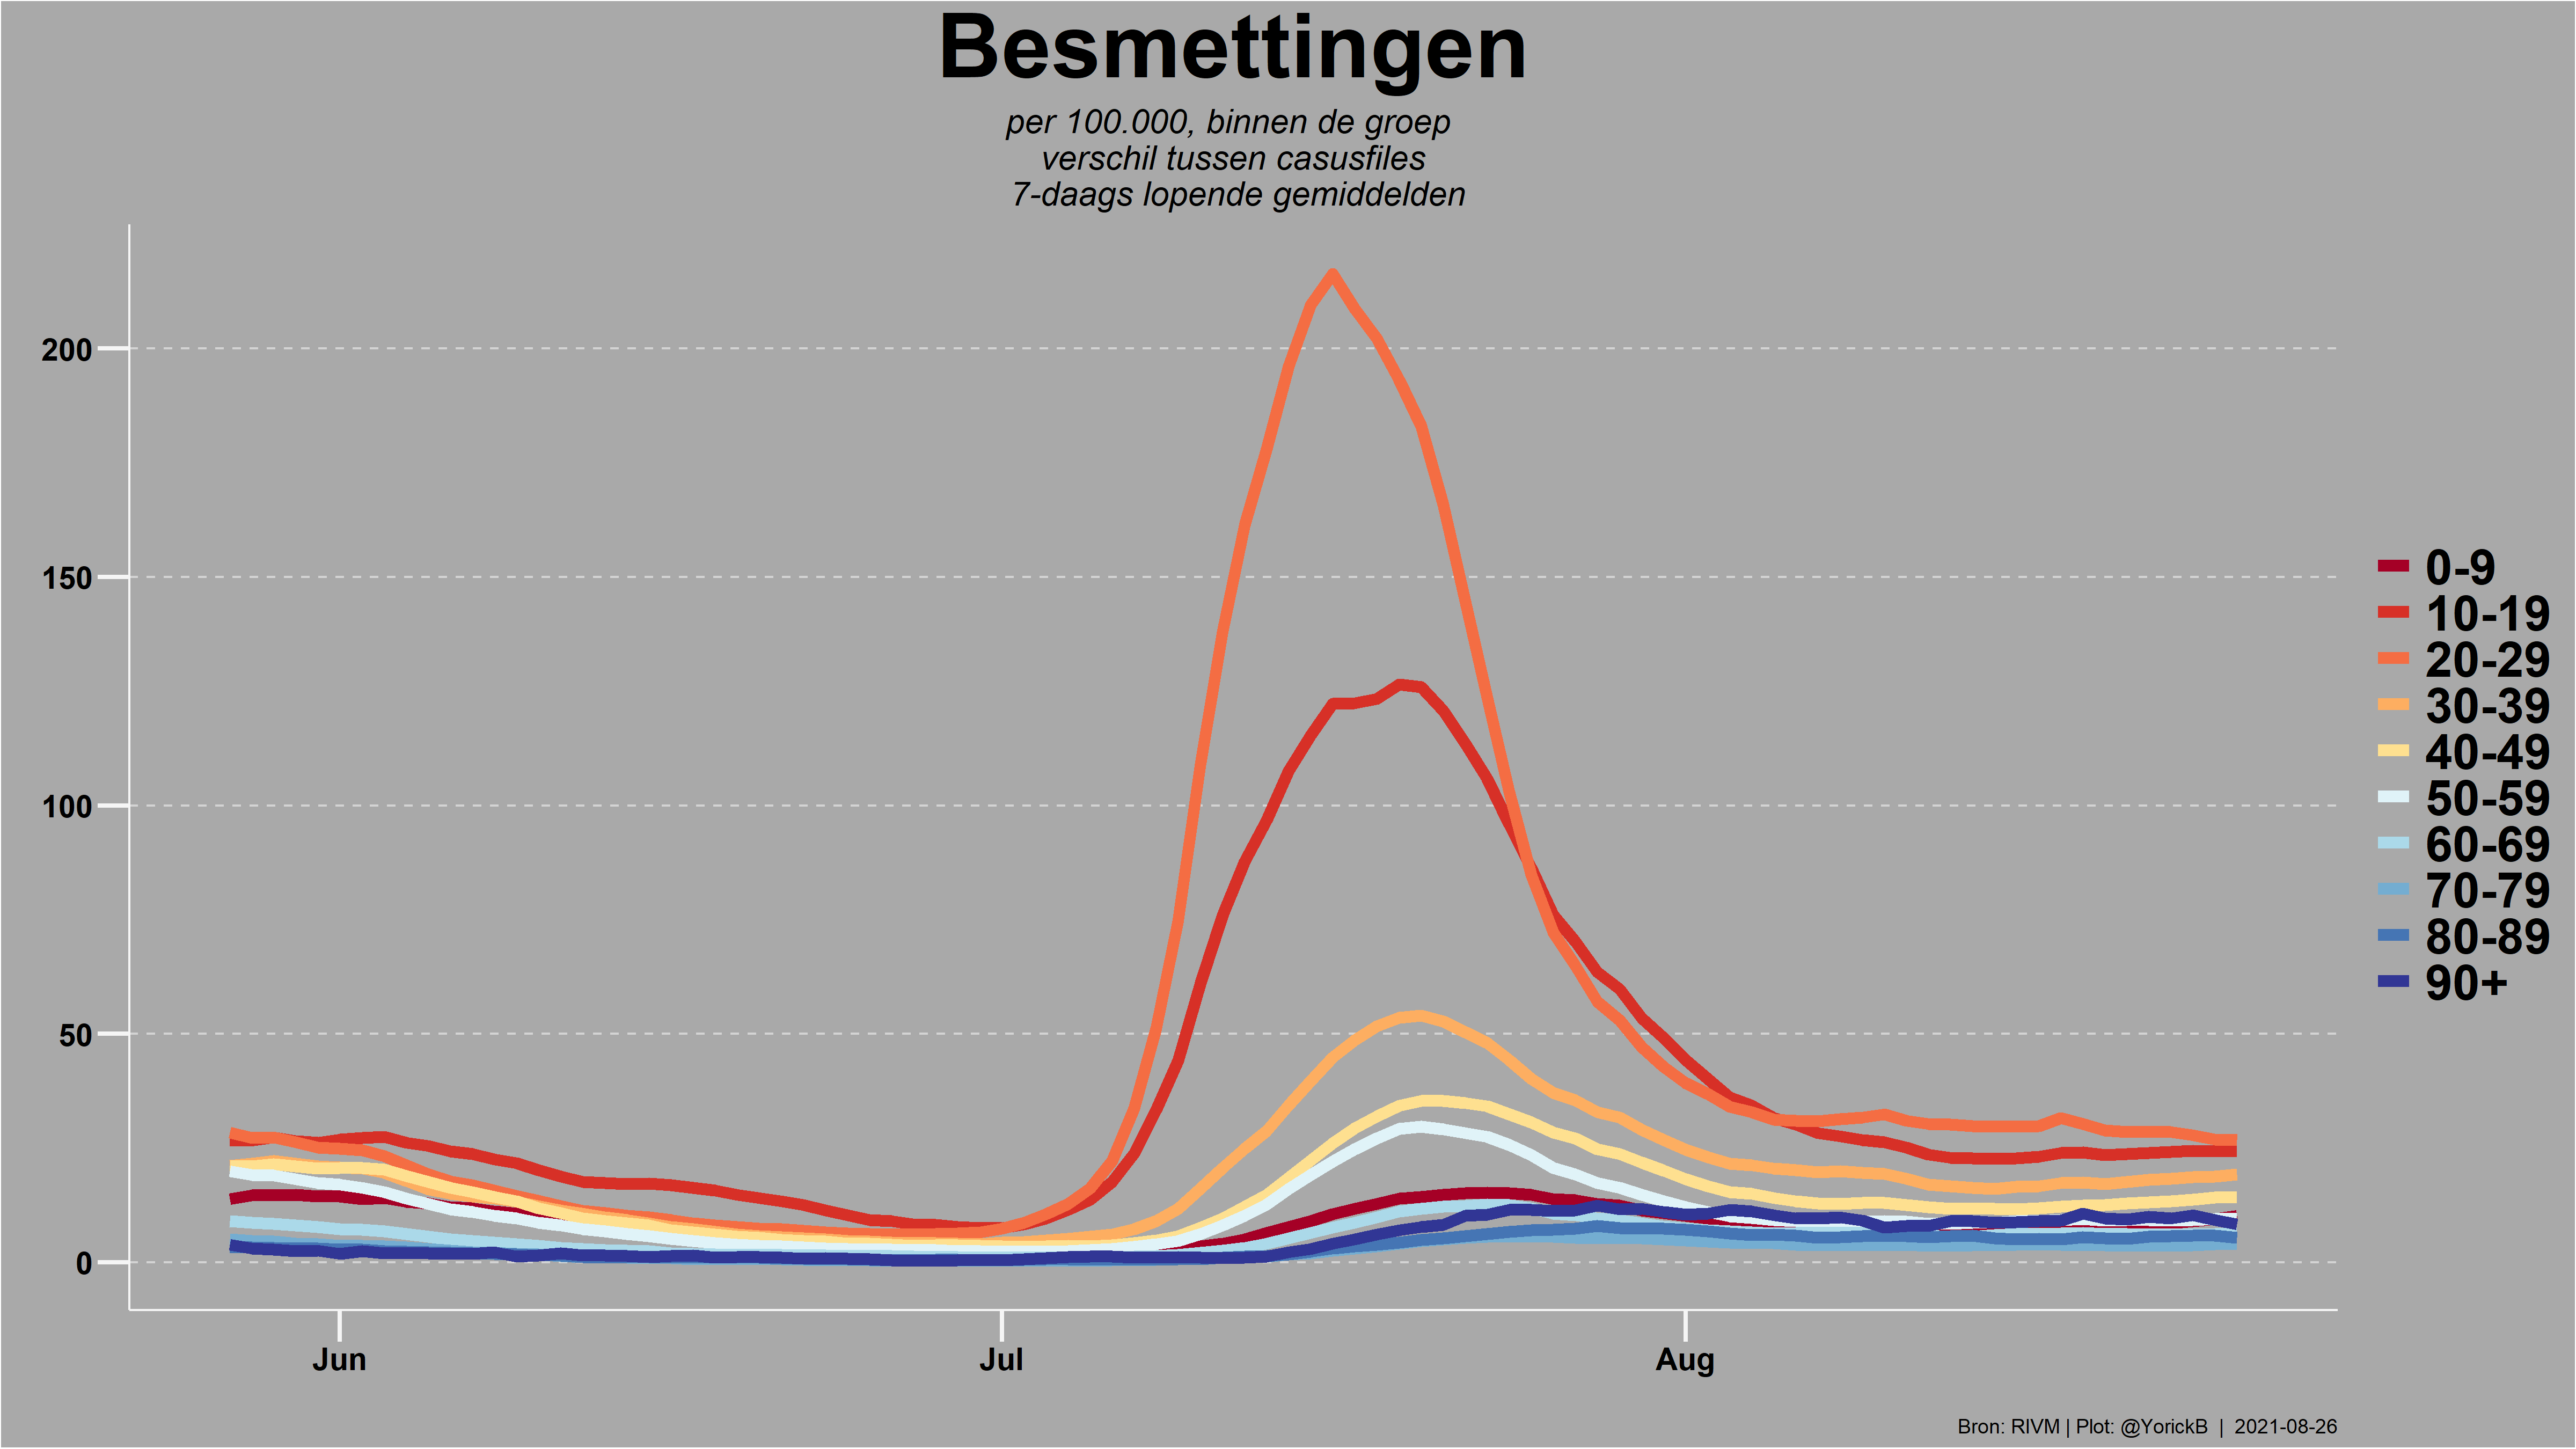 Besmettingen
per 100.000, binnen de groep
verschil tussen casusfiles
7-daags lopende gemiddelden
200
150
100
50
0
Jun
Jul
Aug
0-9
10-19
20-29
30-39
40-49
50-59
60-69
70-79
80-89
90+
Bron: RIVM | Plot: @YorickB | 2021-08-26